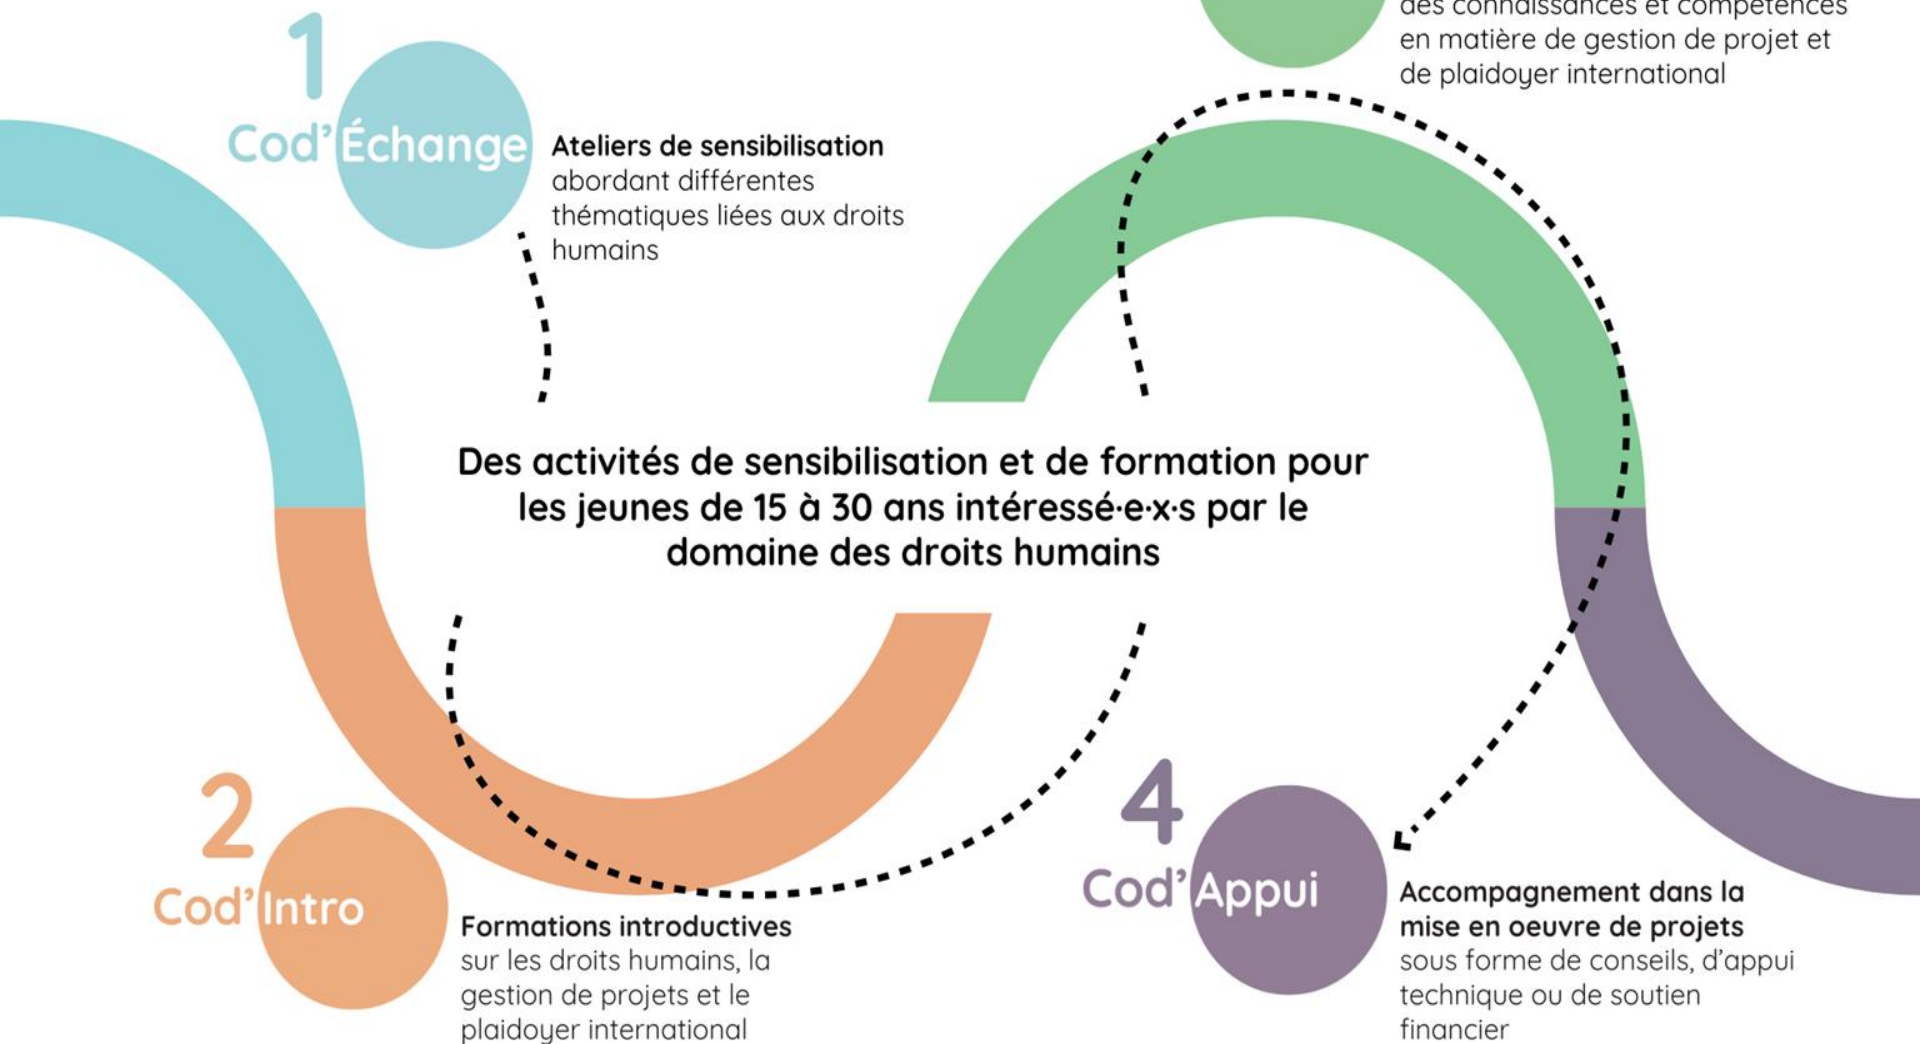 1
Cod'Échange
Ateliers de sensibilisation
abordant différentes
thématiques liées aux droits
humains
des connaissances et compétences
en matière de gestion de projet et
de plaidoyer international
Des activités de sensibilisation et de formation pour
les jeunes de 15 à 30 ans intéressé·e·x·s par le
domaine des droits humains
2
Cod'Intro
Formations introductives
sur les droits humains, la
gestion de projets et le
plaidoyer international
4
Cod'Appui
Accompagnement dans la
mise en oeuvre de projets
sous forme de conseils, d'appui
technique ou de soutien
financier